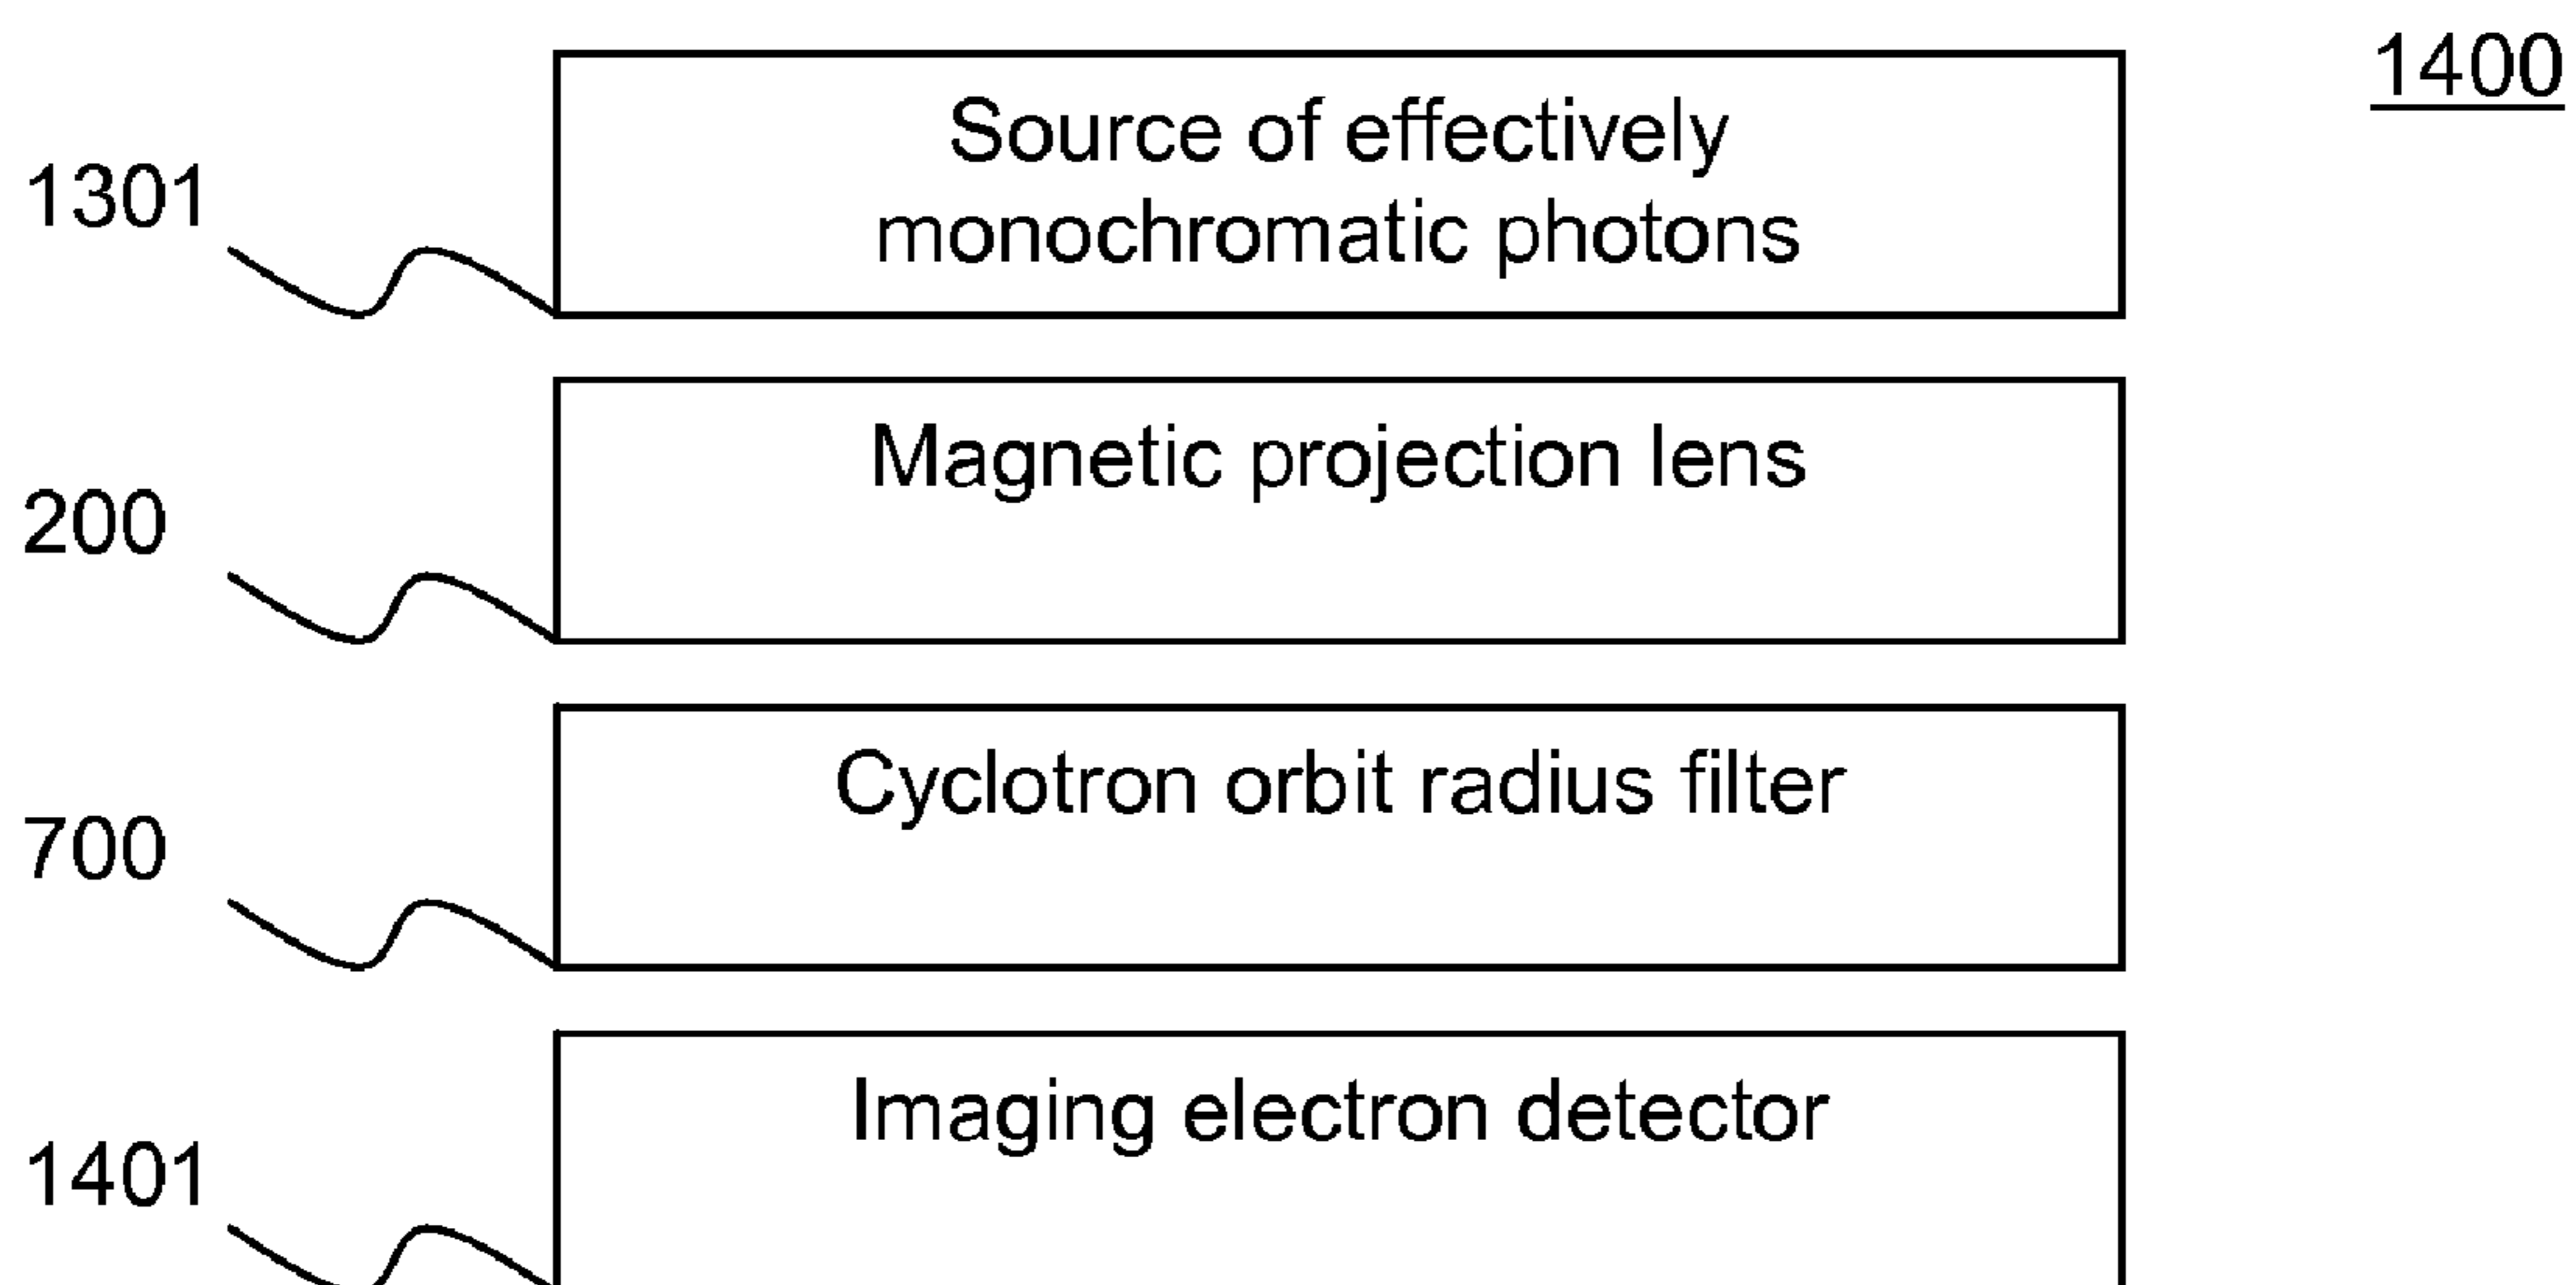 1400
Source of effectively
monochromatic photons
1301
Magnetic projection lens
200
Cyclotron orbit radius filter
700
Imaging electron detector
1401